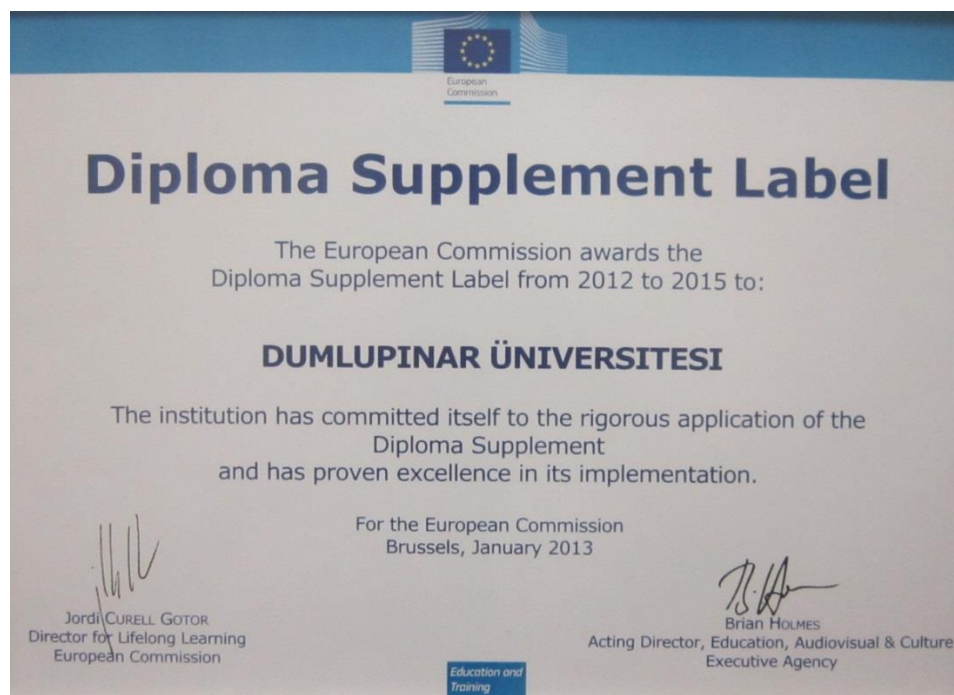 European
Commission
Diploma Supplement Label
The European Commission awards the
Diploma Supplement Label from 2012 to 2015 to:
DUMLUPINAR ÜNIVERSITESI
The institution has committed itself to the rigorous application of the
Diploma Supplement
and has proven excellence in its implementation.
For the European Commission
Brussels, January 2013
Jordi CURELL GOTOR
Director for Lifelong Learning
European Commission
Brian HOLMES
Acting Director, Education, Audiovisual & Culture
Executive Agency
Education and
Training